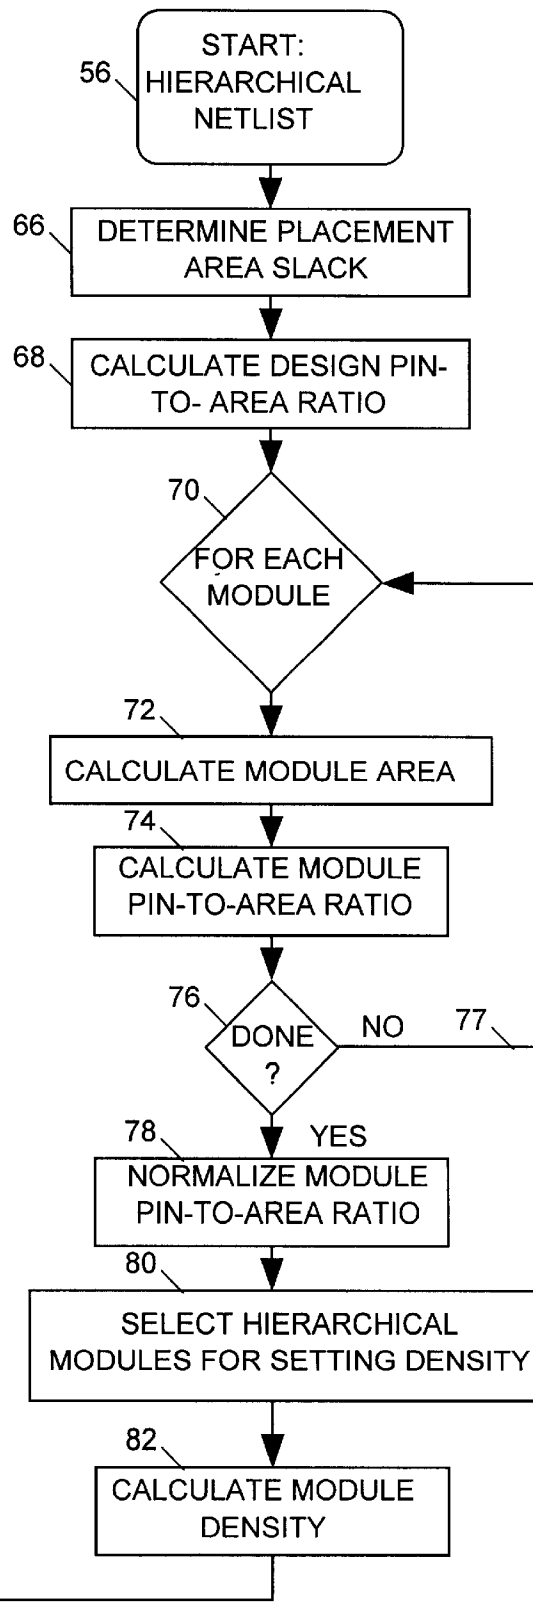 START:
56
HIERARCHICAL
NETLIST
66
DETERMINE PLACEMENT
AREA SLACK
68
CALCULATE DESIGN PIN-
TO- AREA RATIO
70
FOR EACH
MODULE
72
CALCULATE MODULE AREA
74
CALCULATE MODULE
PIN-TO-AREA RATIO
76
DONE
?
NO
77
YES
78
NORMALIZE MODULE
PIN-TO-AREA RATIO
80
SELECT HIERARCHICAL
MODULES FOR SETTING DENSITY
82
CALCULATE MODULE
DENSITY